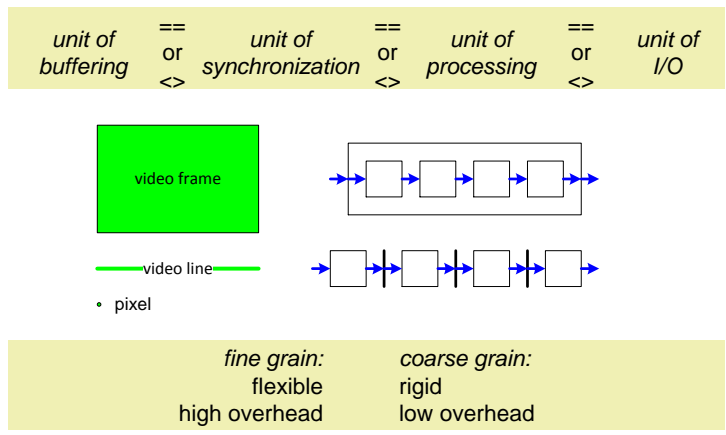 unit of buffering
==
or
<>
unit of synchronization
==
or
<>
unit of processing
==
or
<>
unit of I/O
video frame
video line
pixel
fine grain:
flexible
high overhead
coarse grain:
rigid
low overhead